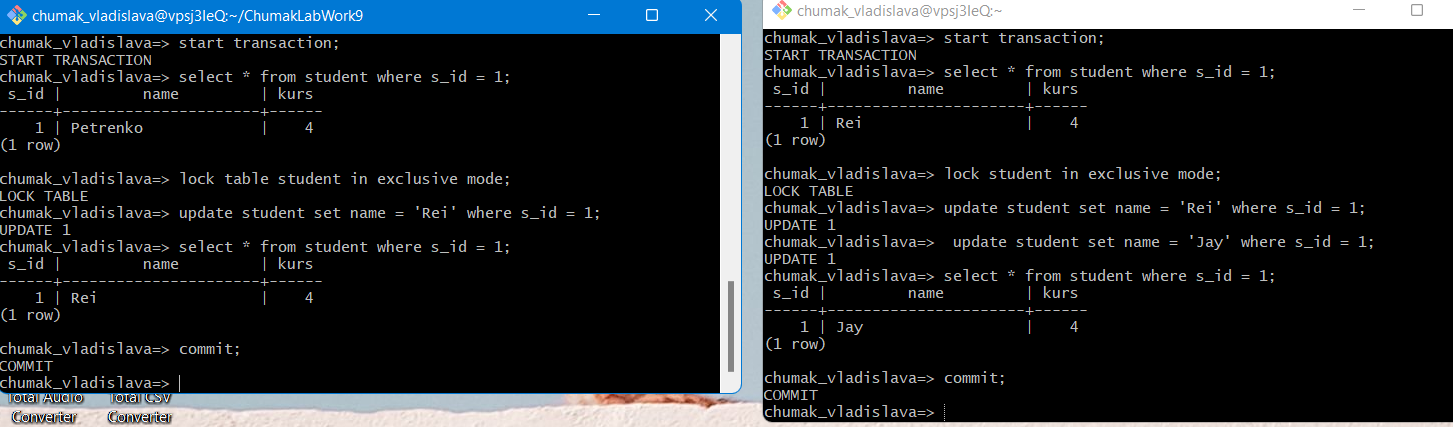 chumak_vladislava@vpsj3IeQ:~/ChumakLabWork9
chumak_vladislava=> start transaction;
START TRANSACTION
chumak_vladislava=> select * from student where s_id = 1;
 s_id |         name         | kurs
------+----------------------+------
    1 | Petrenko             |    4
(1 row)
chumak_vladislava=> lock table student in exclusive mode;
LOCK TABLE
chumak_vladislava=> update student set name = 'Rei' where s_id = 1;
UPDATE 1
chumak_vladislava=> select * from student where s_id = 1;
 s_id |         name         | kurs
------+----------------------+------
    1 | Rei                  |    4
(1 row)
chumak_vladislava=> commit;
COMMIT
chumak_vladislava=>
Total Audio Converter
Total CSV Converter
chumak_vladislava@vpsj3IeQ:~
chumak_vladislava=> start transaction;
START TRANSACTION
chumak_vladislava=> select * from student where s_id = 1;
 s_id |         name         | kurs
------+----------------------+------
    1 | Rei                  |    4
(1 row)
chumak_vladislava=> lock student in exclusive mode;
LOCK TABLE
chumak_vladislava=> update student set name = 'Rei' where s_id = 1;
UPDATE 1
chumak_vladislava=>  update student set name = 'Jay' where s_id = 1;
UPDATE 1
chumak_vladislava=> select * from student where s_id = 1;
 s_id |         name         | kurs
------+----------------------+------
    1 | Jay                  |    4
(1 row)
chumak_vladislava=> commit;
COMMIT
chumak_vladislava=>